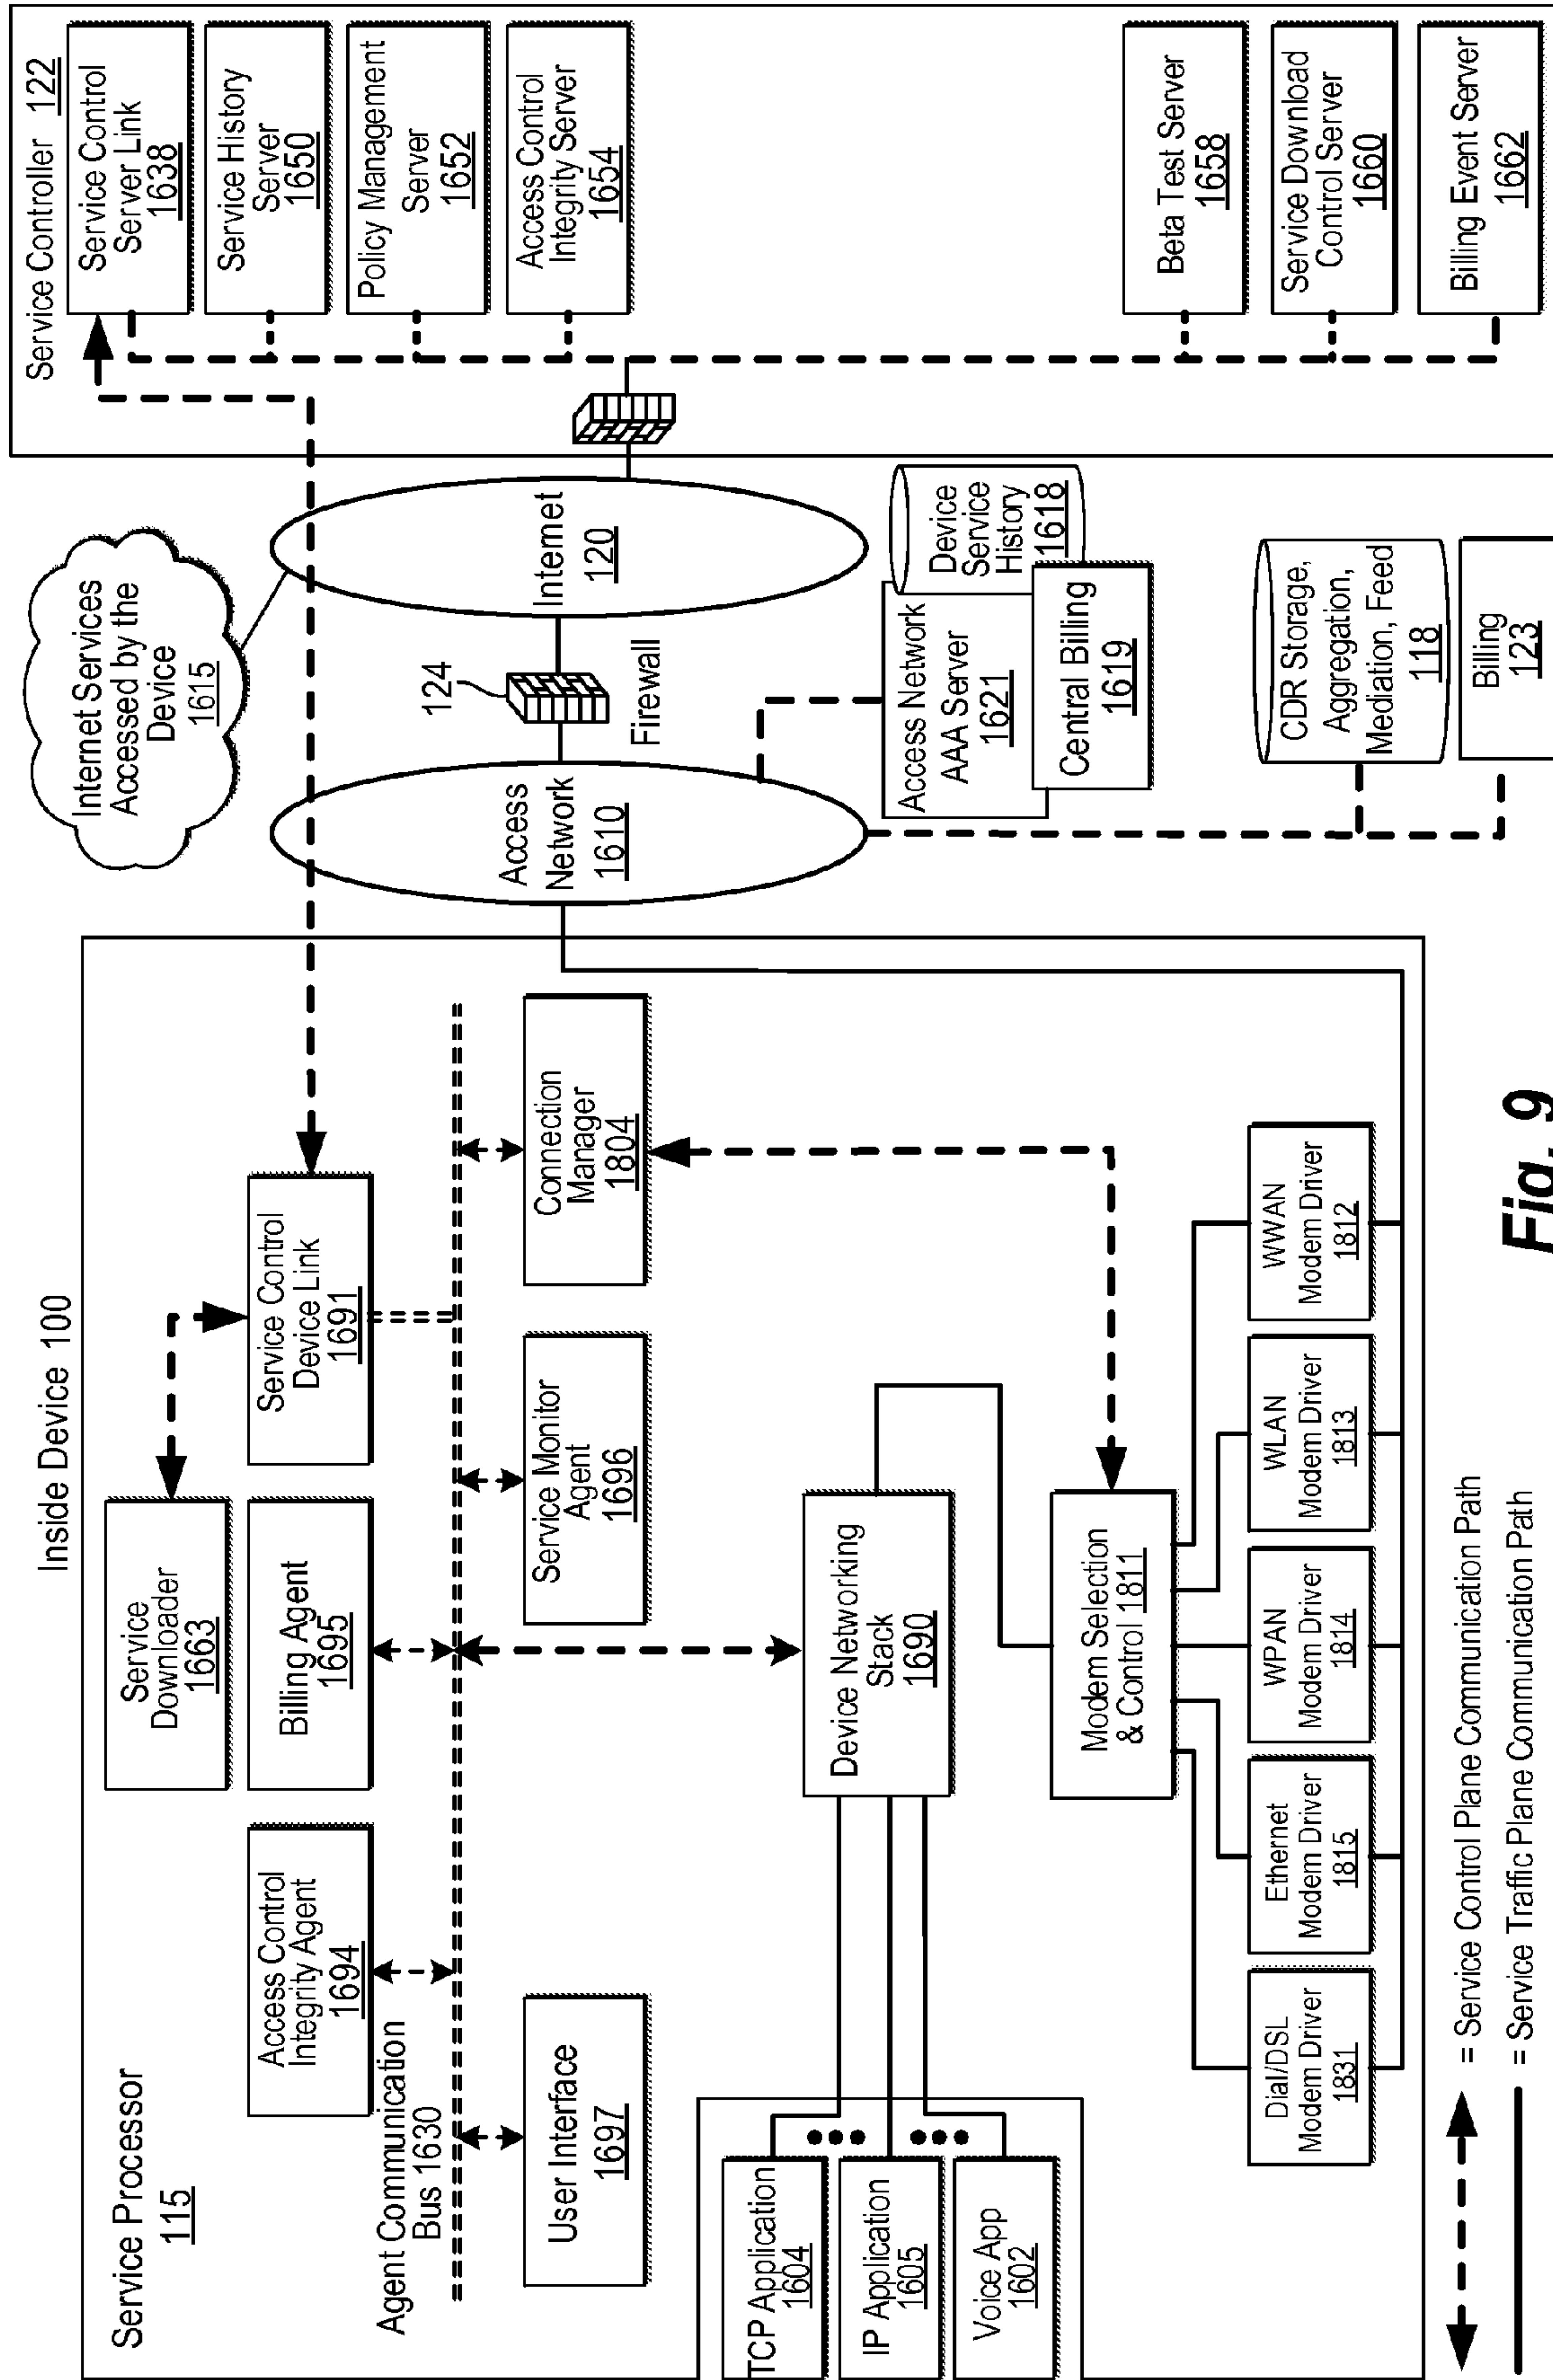 Inside Device 100
Service Processor
115
Access Control
Integrity Agent
1694
Service
Downloader
1663
Billing Agent
1695
Service Control
Device Link
1691
Agent Communication
Bus 1630
User Interface
1697
Service Monitor
Agent
1696
Connection
Manager
1804
TCP Application
1604
IP Application
1605
Voice App
1602
Device Networking
Stack
1690
Modem Selection
& Control 1811
Dial/DSL
Modem Driver
1831
Ethernet
Modem Driver
1815
WPAN
Modem Driver
1814
WLAN
Modem Driver
1813
WWAN
Modem Driver
1812
Internet Services
Accessed by the
Device
1615
Access
Network
1610
124
Firewall
Internet
120
Access Network
AAA Server
1621
Device
Service
History
1618
Central Billing
1619
CDR Storage,
Aggregation,
Mediation, Feed
118
Billing
123
Service Controller 122
Service Control
Server Link
1638
Service History
Server
1650
Policy Management
Server
1652
Access Control
Integrity Server
1654
Beta Test Server
1658
Service Download
Control Server
1660
Billing Event Server
1662
= Service Control Plane Communication Path
= Service Traffic Plane Communication Path
Fig. 9